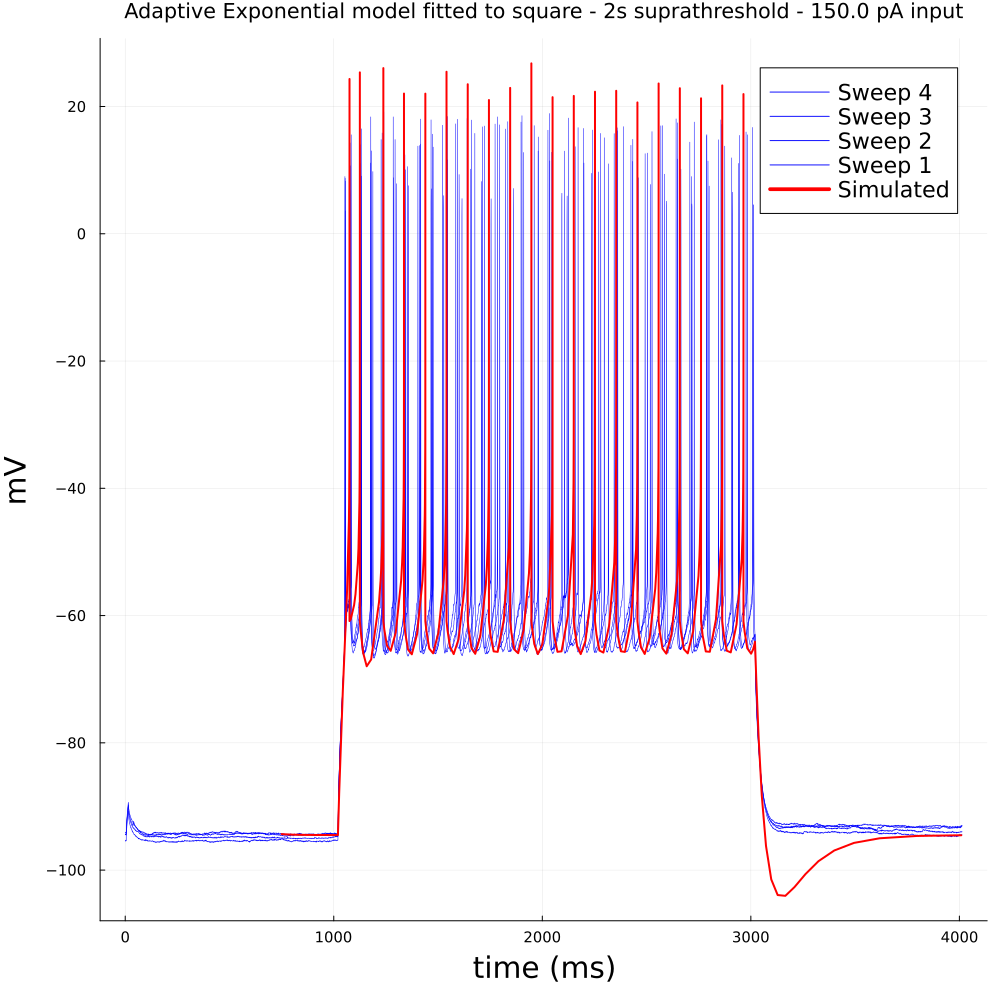 Adaptive Exponential model fitted to square - 2s suprathreshold - 150.0 pA input
Sweep 4
Sweep 3
Sweep 2
Sweep 1
Simulated
20
0
−20
−40
−60
−80
−100
mV
0 1000 2000 3000 4000
time (ms)